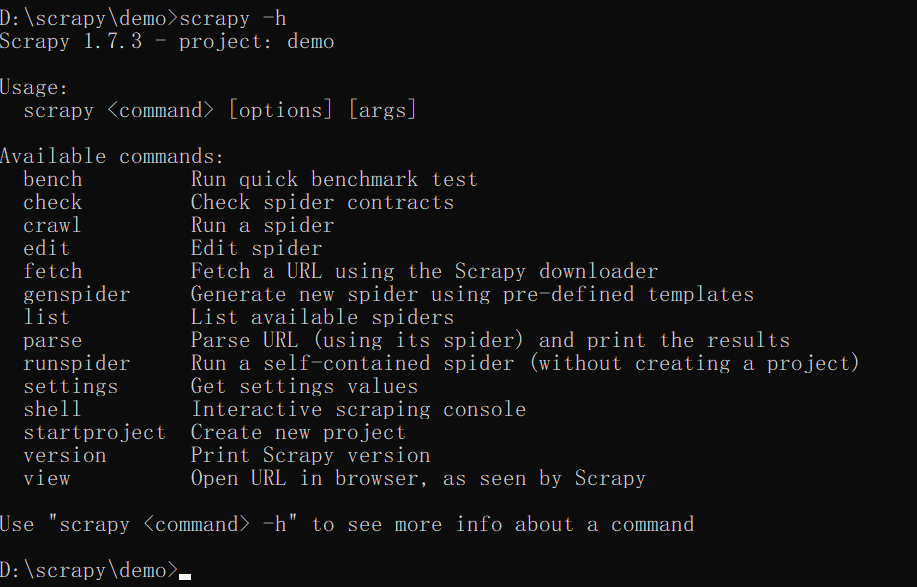 D:\scrapy\demo>scrapy -h
Scrapy 1.7.3 - project: demo
Usage:
scrapy <command> [options] [args]
Available commands:
bench Run quick benchmark test
check Check spider contracts
crawl Run a spider
edit Edit spider
fetch Fetch a URL using the Scrapy downloader
genspider Generate new spider using pre-defined templates
list List available spiders
parse Parse URL (using its spider) and print the results
runspider Run a self-contained spider (without creating a project)
settings Get settings values
shell Interactive scraping console
startproject Create new project
version Print Scrapy version
view Open URL in browser, as seen by Scrapy
Use "scrapy <command> -h" to see more info about a command
D:\scrapy\demo>